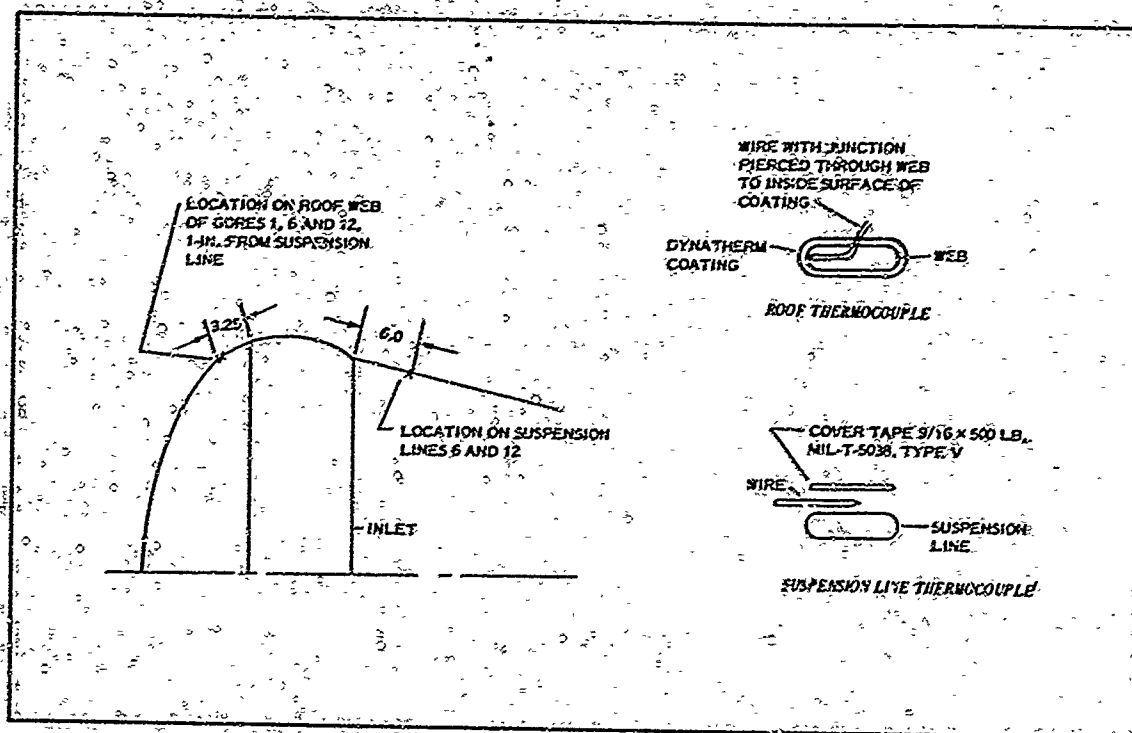 LOCATION ON ROOF WEB
OF GORES 1, 6 AND 12,
1-IN. FROM SUSPENSION
LINE
3.25
6.0
LOCATION ON SUSPENSION
LINES 6 AND 12
INLET
WIRE WITH JUNCTION
PIERCED THROUGH WEB
TO INSIDE SURFACE OF
COATING
DYNATHERM
COATING
WEB
ROOF THERMOCOUPLE
COVER TAPE 9/16 × 500 LB,
MIL-T-5038, TYPE V
WIRE
SUSPENSION
LINE
SUSPENSION LINE THERMOCOUPLE